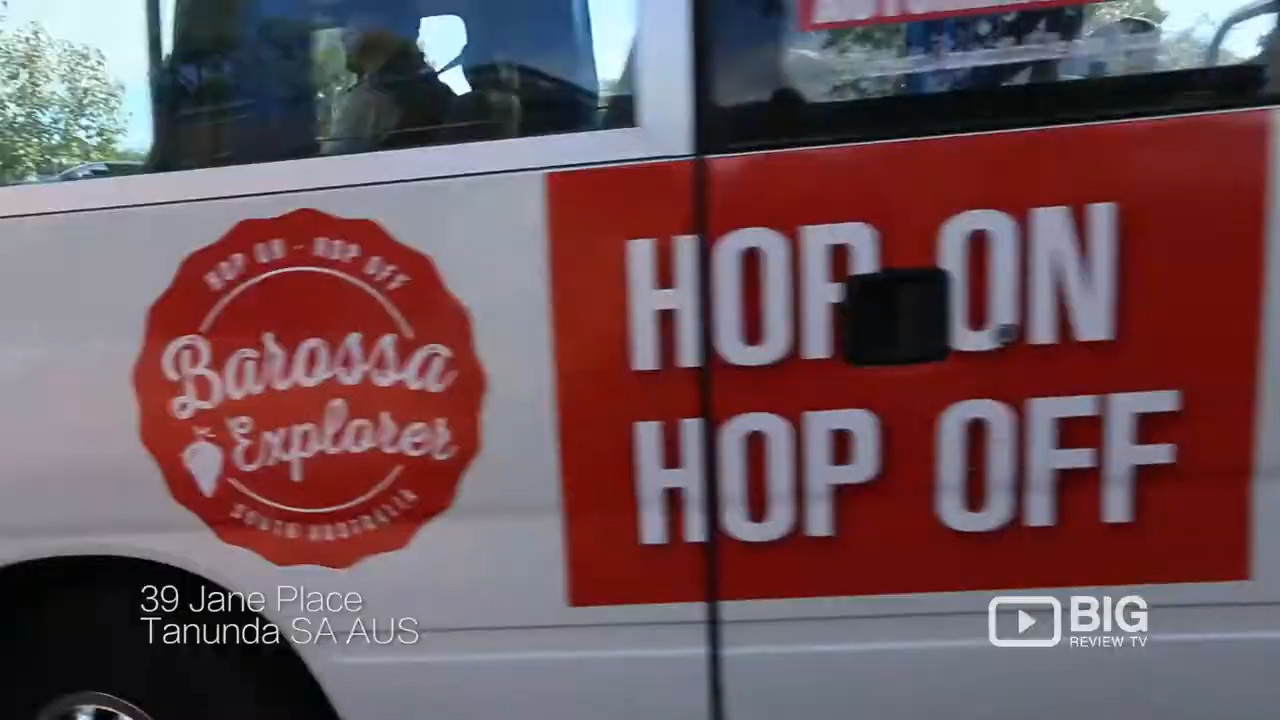 HOP ON - HOP OFF
Barossa
Explorer
SOUTH AUSTRALIA
HOP ON
HOP OFF
39 Jane Place
Tanunda SA AUS
BIG
REVIEW TV